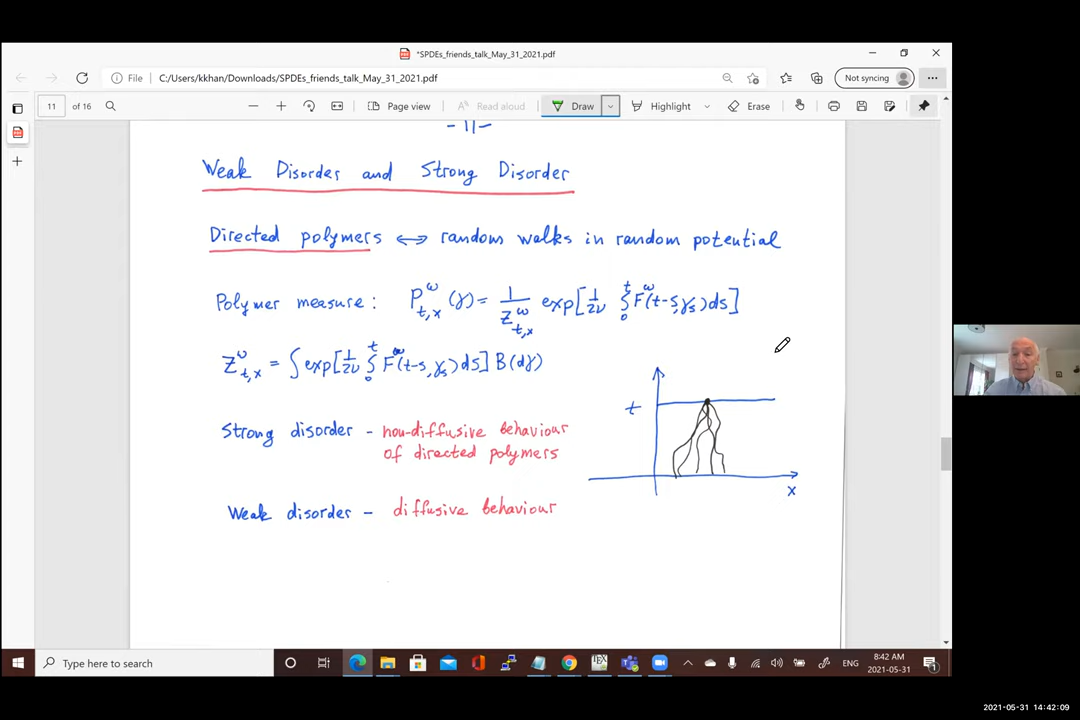 *SPDEs_friends_talk_May_31_2021.pdf
File C:/Users/kkhan/Downloads/SPDEs_friends_talk_May_31_2021.pdf Not syncing
11 of 16 Page view Read aloud Draw Highlight Erase
- 11 -
Weak Disorder and Strong Disorder
Directed polymers ⟷ random walks in random potential
Polymer measure: P^ω_{t,x} (γ) = 1/Z^ω_{t,x} exp[1/2ν ∫_0^t F^ω(t-s, γ_s) ds]
Z^ω_{t,x} = ∫ exp[1/2ν ∫_0^t F^ω(t-s, γ_s) ds] B(dγ)
t
Strong disorder - non-diffusive behaviour
of directed polymers
x
Weak disorder - diffusive behaviour
Type here to search
ENG
8:42 AM
2021-05-31
1
2021-05-31 14:42:09